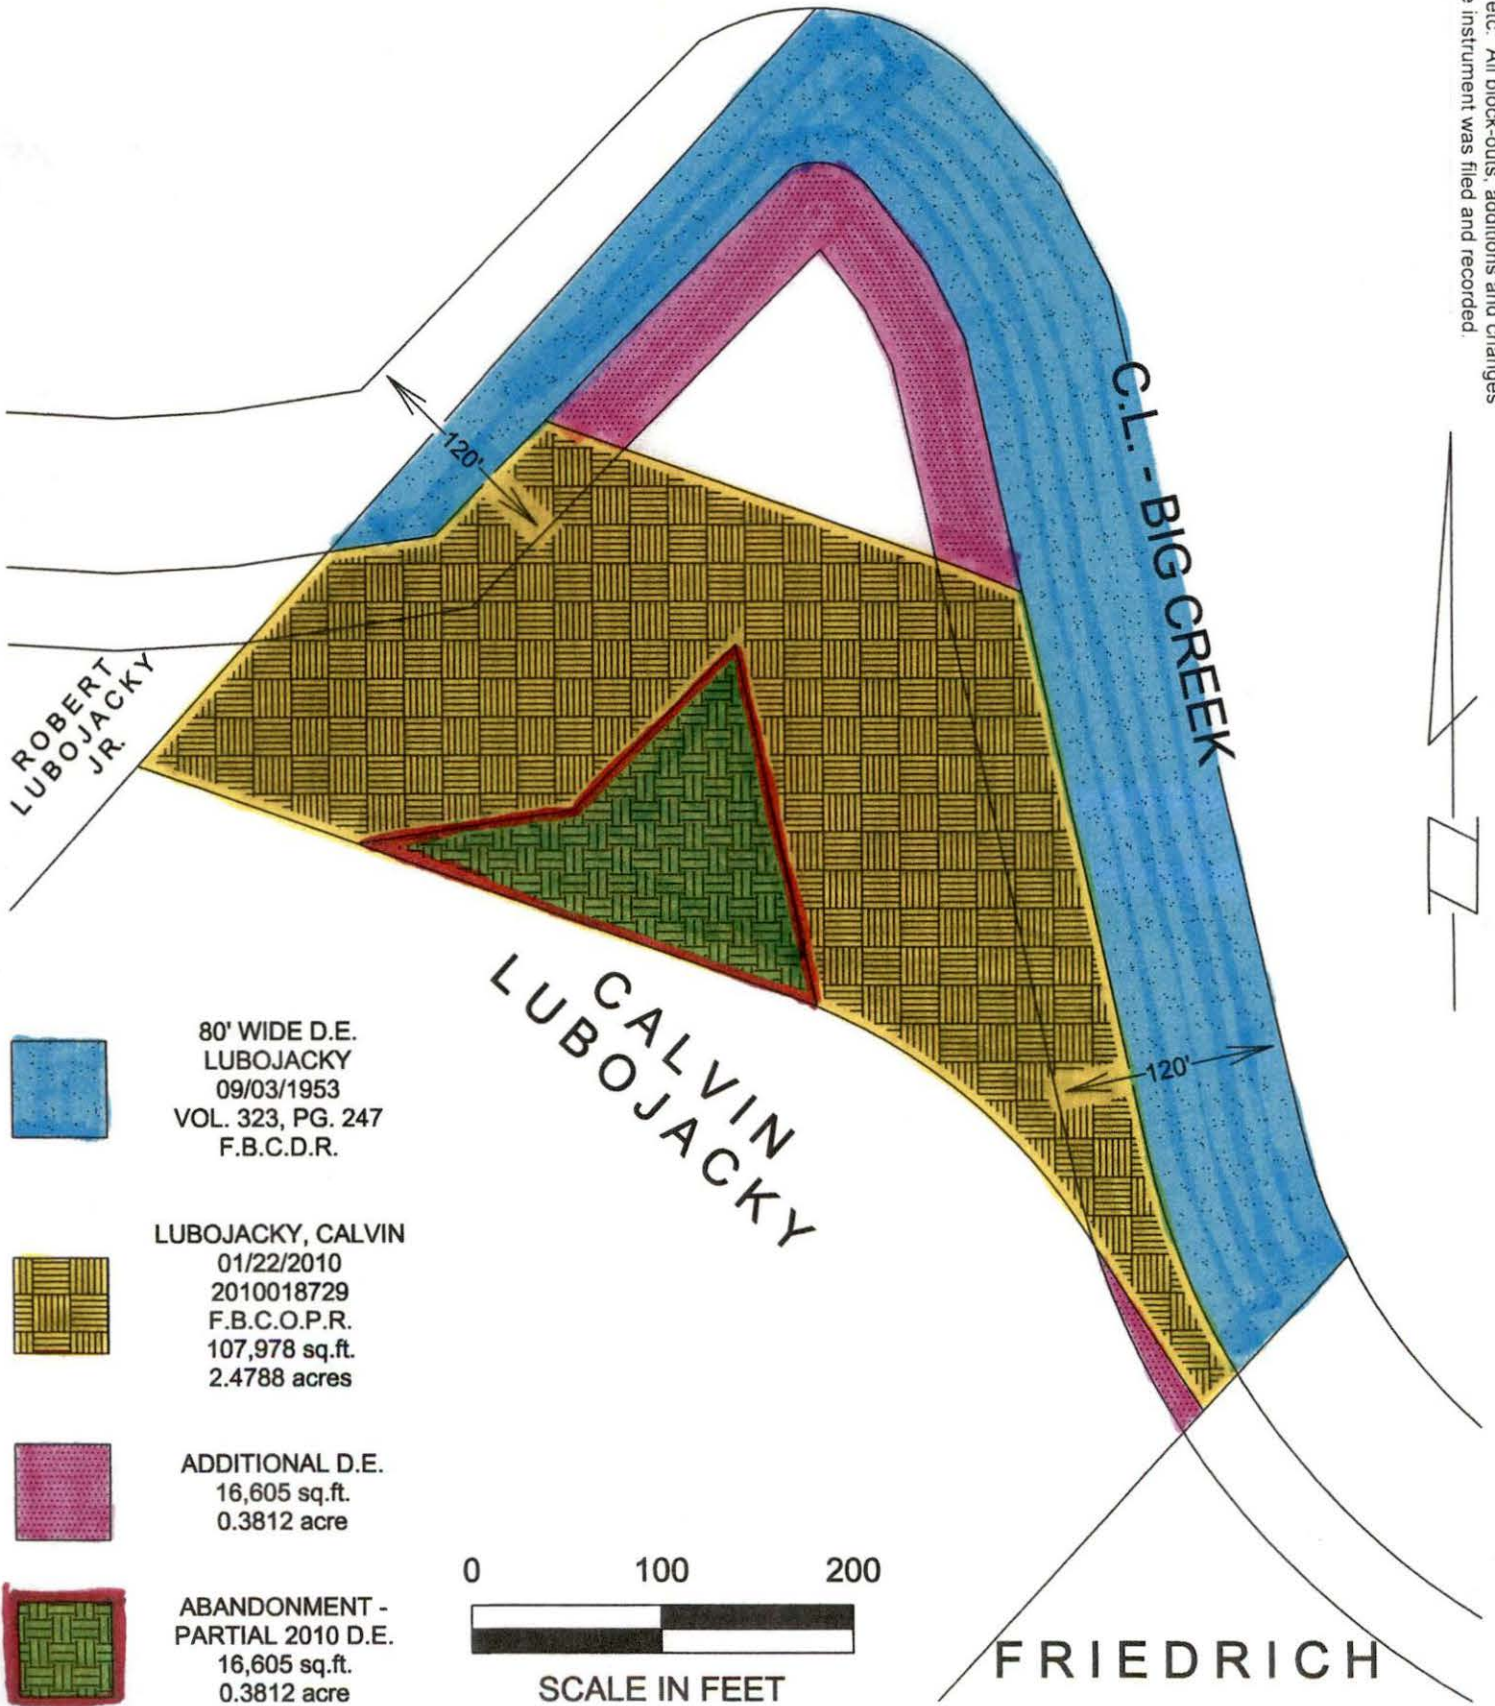 etc. All block-outs, additions and changes
instrument was filed and recorded.
120'
C.L. - BIG CREEK
ROBERT
LUBOJACKY
JR.
CALVIN
LUBOJACKY
120'
N
80' WIDE D.E.
LUBOJACKY
09/03/1953
VOL. 323, PG. 247
F.B.C.D.R.
LUBOJACKY, CALVIN
01/22/2010
2010018729
F.B.C.O.P.R.
107,978 sq.ft.
2.4788 acres
ADDITIONAL D.E.
16,605 sq.ft.
0.3812 acre
ABANDONMENT -
PARTIAL 2010 D.E.
16,605 sq.ft.
0.3812 acre
0 100 200
SCALE IN FEET
FRIEDRICH